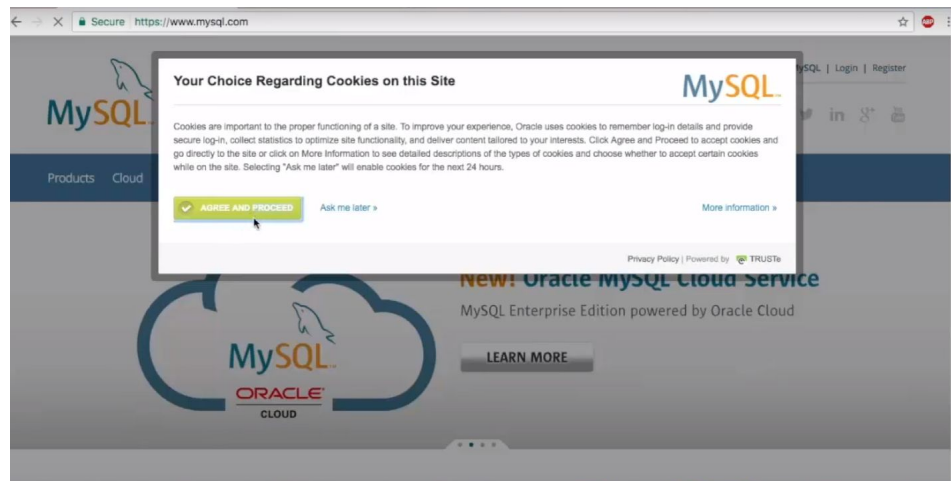 Secure https://www.mysql.com
ABP
MySQL | Login | Register
MySQL
Products Cloud
Your Choice Regarding Cookies on this Site
MySQL
Cookies are important to the proper functioning of a site. To improve your experience, Oracle uses cookies to remember log-in details and provide
secure log-in, collect statistics to optimize site functionality, and deliver content tailored to your interests. Click Agree and Proceed to accept cookies and
go directly to the site or click on More Information to see detailed descriptions of the types of cookies and choose whether to accept certain cookies
while on the site. Selecting "Ask me later" will enable cookies for the next 24 hours.
AGREE AND PROCEED
Ask me later »
More information »
Privacy Policy | Powered by TRUSTe
New! Oracle MySQL Cloud Service
MySQL Enterprise Edition powered by Oracle Cloud
LEARN MORE
MySQL
ORACLE
CLOUD